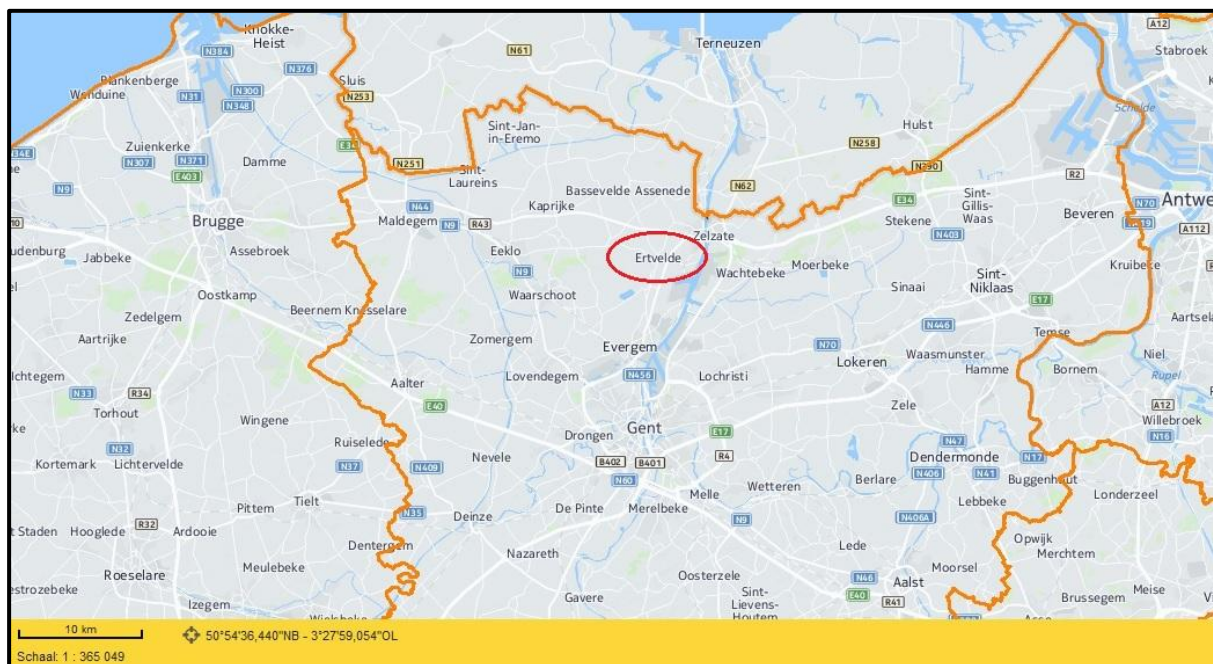 Knokke-
Heist
N384
N376
Blankenberge
Wenduine
N31
N300
N348
Sluis
N253
N61
Terneuzen
A12
Stabroek
Schelde
Zuienkerke
N307
N371
Damme
E403
N9
E34
N251
Sint-
Laureins
Sint-Jan-
in-Eremo
Hulst
N258
N290
R2
Bassevelde
Assenede
N62
E34
Sint-
Gillis-
Waas
Beveren
N70
N419
Antw
A112
Brugge
N44
Maldegem
N9
R43
Kaprijke
Stekene
N403
Zelzate
Jabbeke
Assebroek
Eeklo
N9
Ertvelde
Wachtebeke
Moerbeke
Kruibeke
Oostkamp
Waarschoot
Sinaai
Sint-
Niklaas
E17
Beernem
Knesselare
Zedelgem
Aartrijke
Zomergem
Evergem
N446
Temse
Aartsela
N70
Lokeren
Waasmunster
Hamme
Bornem
Niel
Rupel
Lovendegem
N456
Lochristi
Aalter
E40
N33
R34
Torhout
Wingene
Zele
A12
Willebroek
N16
N32
Gent
E17
Ruiselede
Drongen
N47
N17
Kortemark
Lichtervelde
N37
N409
Nevele
B402
B401
R4
Dendermonde
N406
N41
Buggenhout
Londerzeel
N60
Melle
Wetteren
Berlare
Lebbeke
Tielt
Pittem
N35
Deinze
De Pinte
Merelbeke
N9
N406A
Staden
Hooglede
R32
Ardooie
Opwijk
Merchtem
Dentergem
Nazareth
Lede
Roeselare
Meulebeke
Oosterzele
N46
Moorsel
Aalst
Meise
E40
R41
Izegem
Gavere
Sint-
Lievens-
Houtem
Brussegem
10 km
50°54'36,440"NB - 3°27'59,054"OL
Schaal: 1 : 365 049